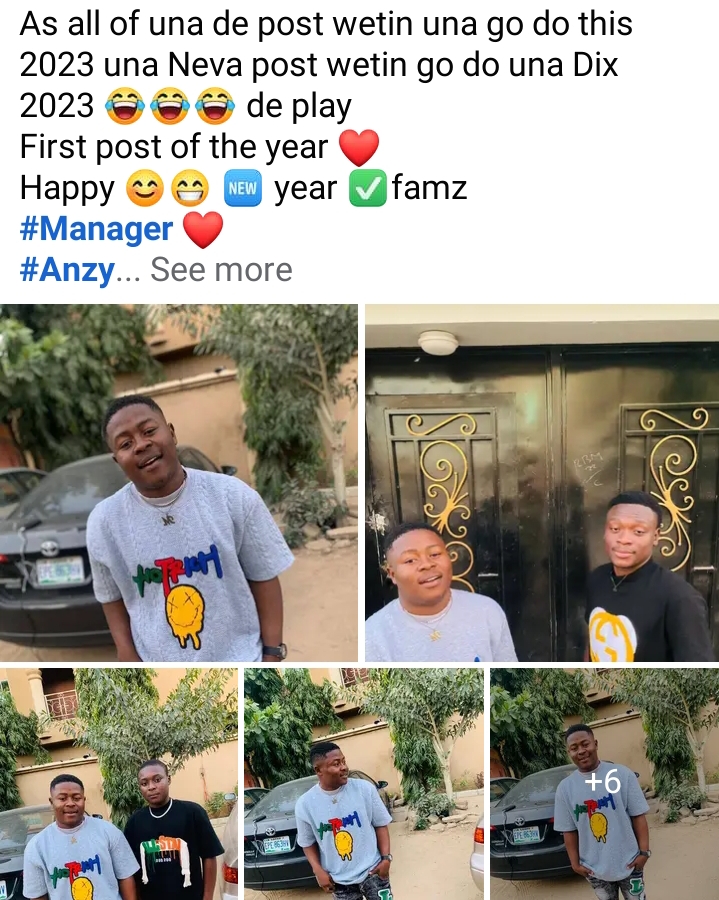 As all of una de post wetin una go do this
2023 una Neva post wetin go do una Dix
2023 😂😂😂 de play
First post of the year ❤️
Happy 😊😁 🆕 year ✅famz
#Manager ❤️
#Anzy... See more
+6